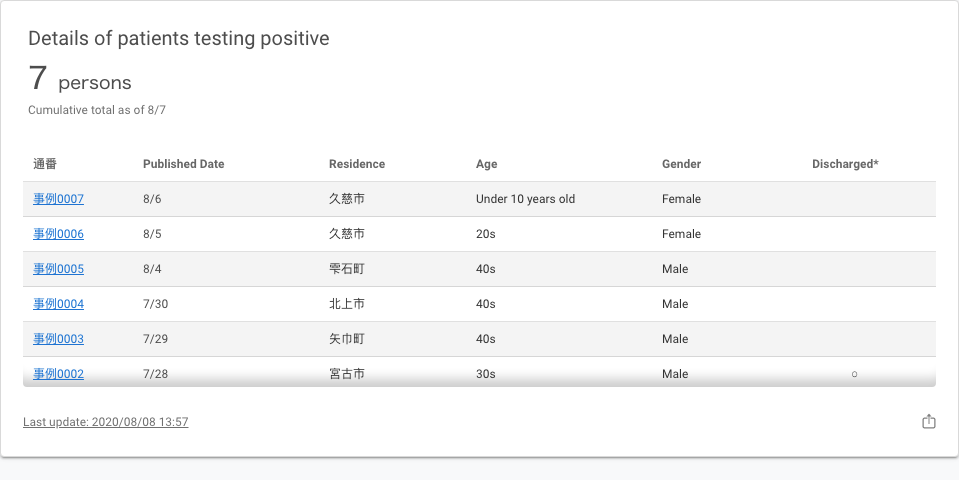 Details of patients testing positive
7 persons
Cumulative total as of 8/7
通番 Published Date Residence Age Gender Discharged*
事例0007 8/6 久慈市 Under 10 years old Female
事例0006 8/5 久慈市 20s Female
事例0005 8/4 雫石町 40s Male
事例0004 7/30 北上市 40s Male
事例0003 7/29 矢巾町 40s Male
事例0002 7/28 宮古市 30s Male ○
Last update: 2020/08/08 13:57